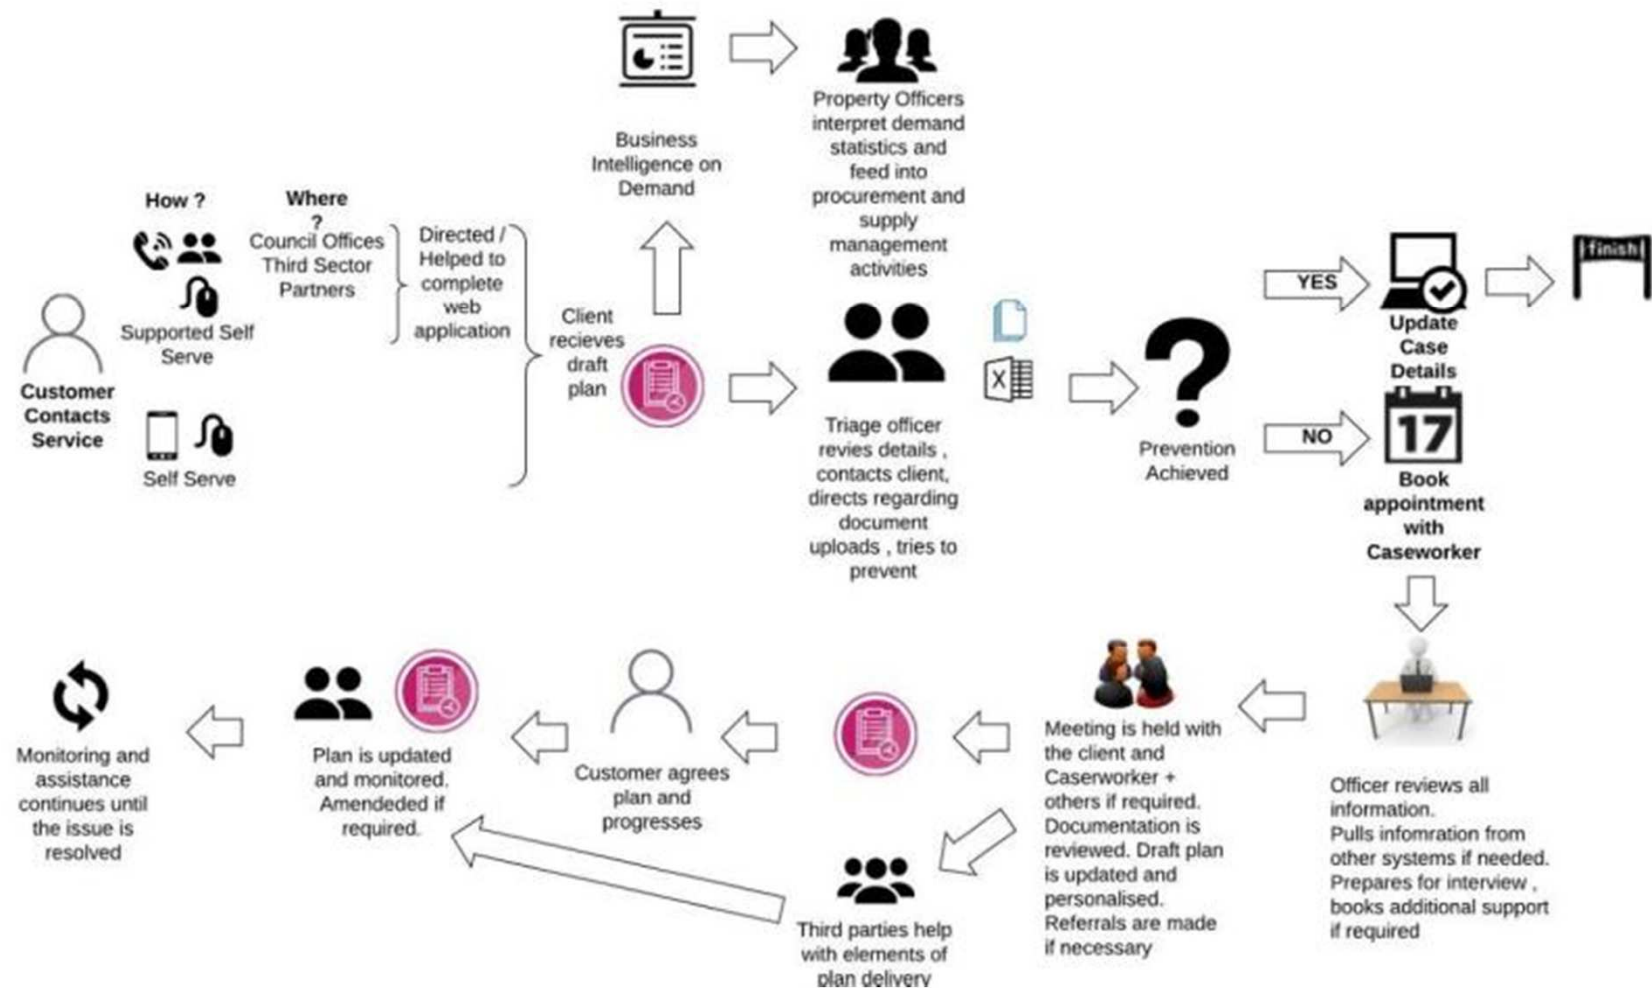 How ?
Where
?
Council Offices
Third Sector
Partners
Directed /
Helped to
complete
web
application
Supported Self
Serve
Customer
Contacts
Service
Self Serve
Client
recieves
draft
plan
Business
Intelligence on
Demand
Property Officers
interpret demand
statistics and
feed into
procurement and
supply
management
activities
Triage officer
revies details ,
contacts client,
directs regarding
document
uploads , tries to
prevent
X
Prevention
Achieved
YES
NO
Update
Case
Details
finish
17
Book
appointment
with
Caseworker
Officer reviews all
information.
Pulls infomration from
other systems if needed.
Prepares for interview ,
books additional support
if required
Meeting is held with
the client and
Caserworker +
others if required.
Documentation is
reviewed. Draft plan
is updated and
personalised.
Referrals are made
if necessary
Third parties help
with elements of
plan delivery
Customer agrees
plan and
progresses
Plan is updated
and monitored.
Amendeded if
required.
Monitoring and
assistance
continues until
the issue is
resolved